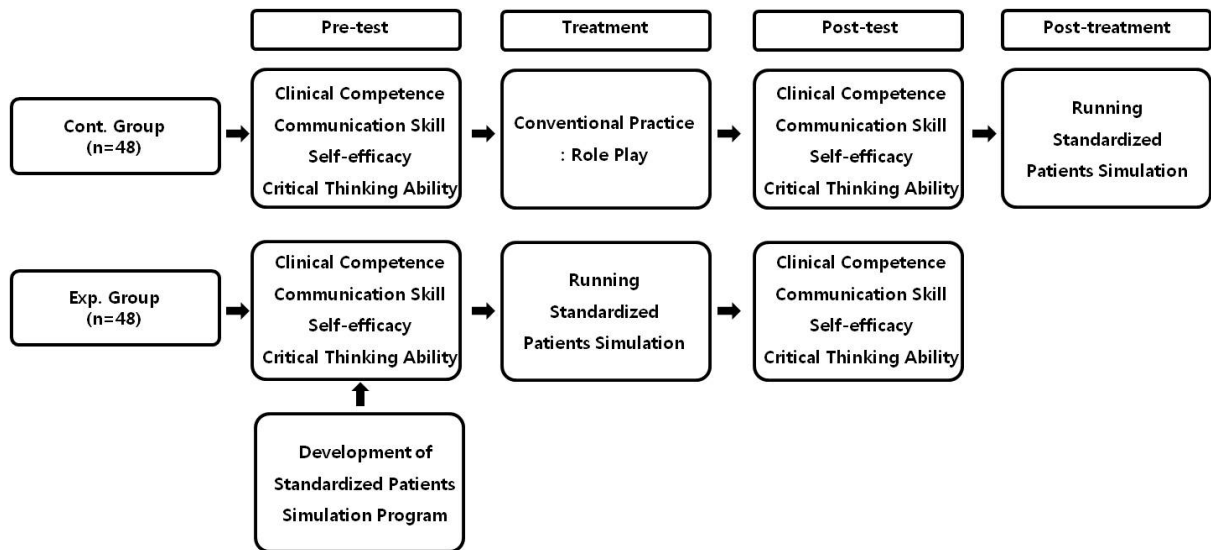 Pre-test
Treatment
Post-test
Post-treatment
Cont. Group
(n=48)
Clinical Competence
Communication Skill
Self-efficacy
Critical Thinking Ability
Conventional Practice
: Role Play
Clinical Competence
Communication Skill
Self-efficacy
Critical Thinking Ability
Running
Standardized
Patients Simulation
Exp. Group
(n=48)
Clinical Competence
Communication Skill
Self-efficacy
Critical Thinking Ability
Running
Standardized
Patients Simulation
Clinical Competence
Communication Skill
Self-efficacy
Critical Thinking Ability
Development of
Standardized Patients
Simulation Program